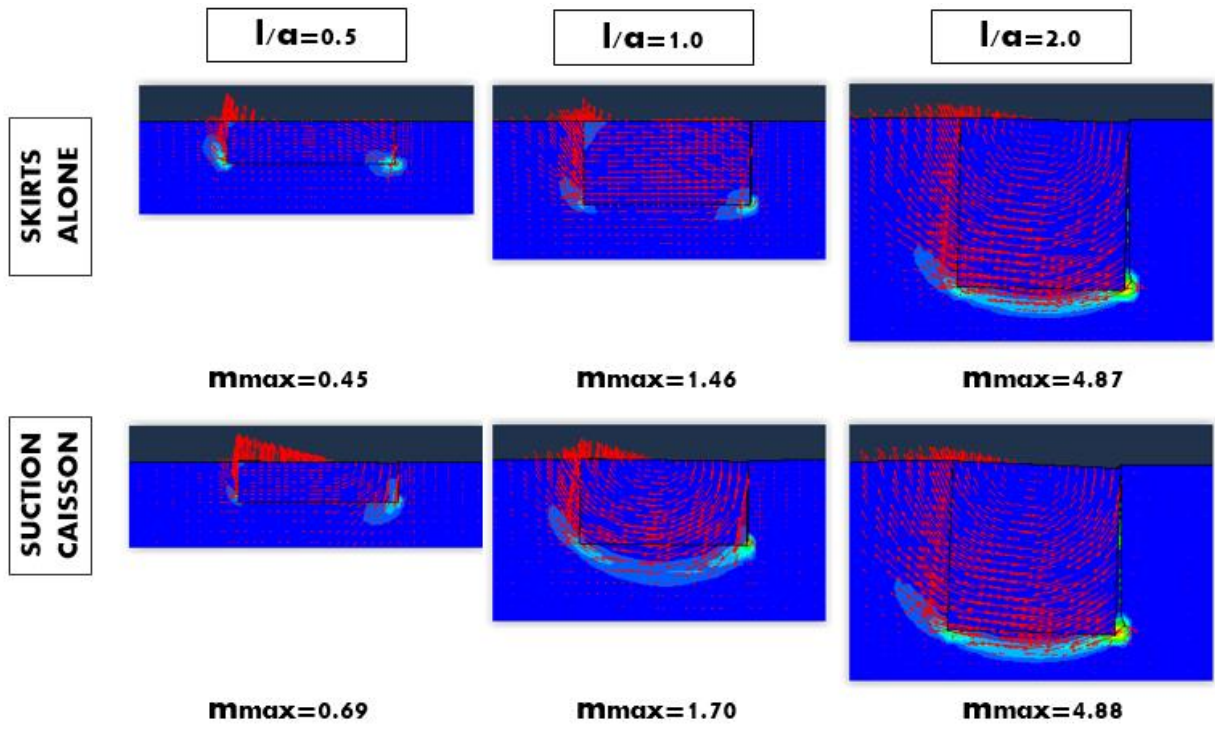 l/a=0.5
l/a=1.0
l/a=2.0
SKIRTS
ALONE
mmax=0.45
mmax=1.46
mmax=4.87
SUCTION
CAISSON
mmax=0.69
mmax=1.70
mmax=4.88